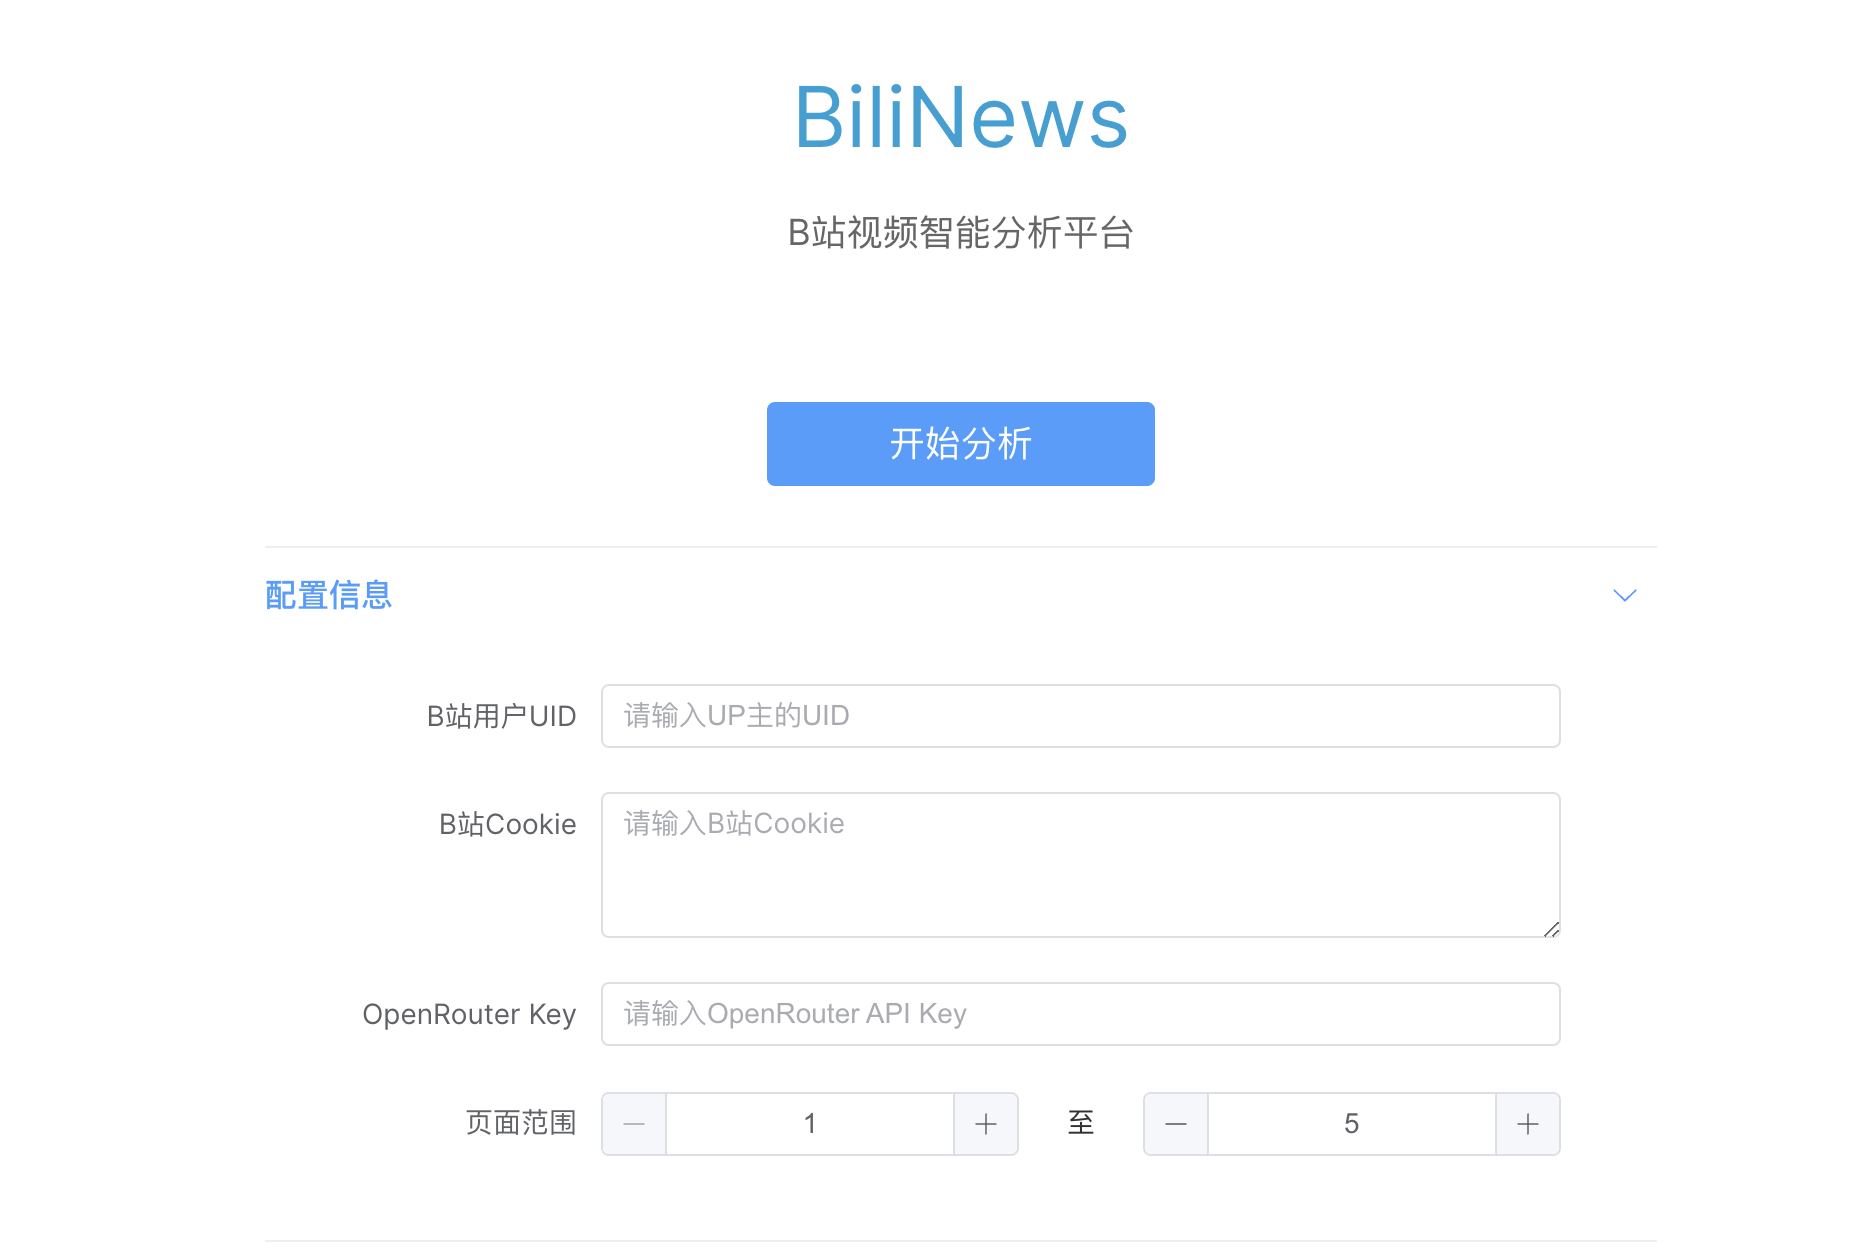 BiliNews
B站视频智能分析平台
开始分析
配置信息
B站用户UID 请输入UP主的UID
B站Cookie 请输入B站Cookie
OpenRouter Key 请输入OpenRouter API Key
页面范围 1 至 5